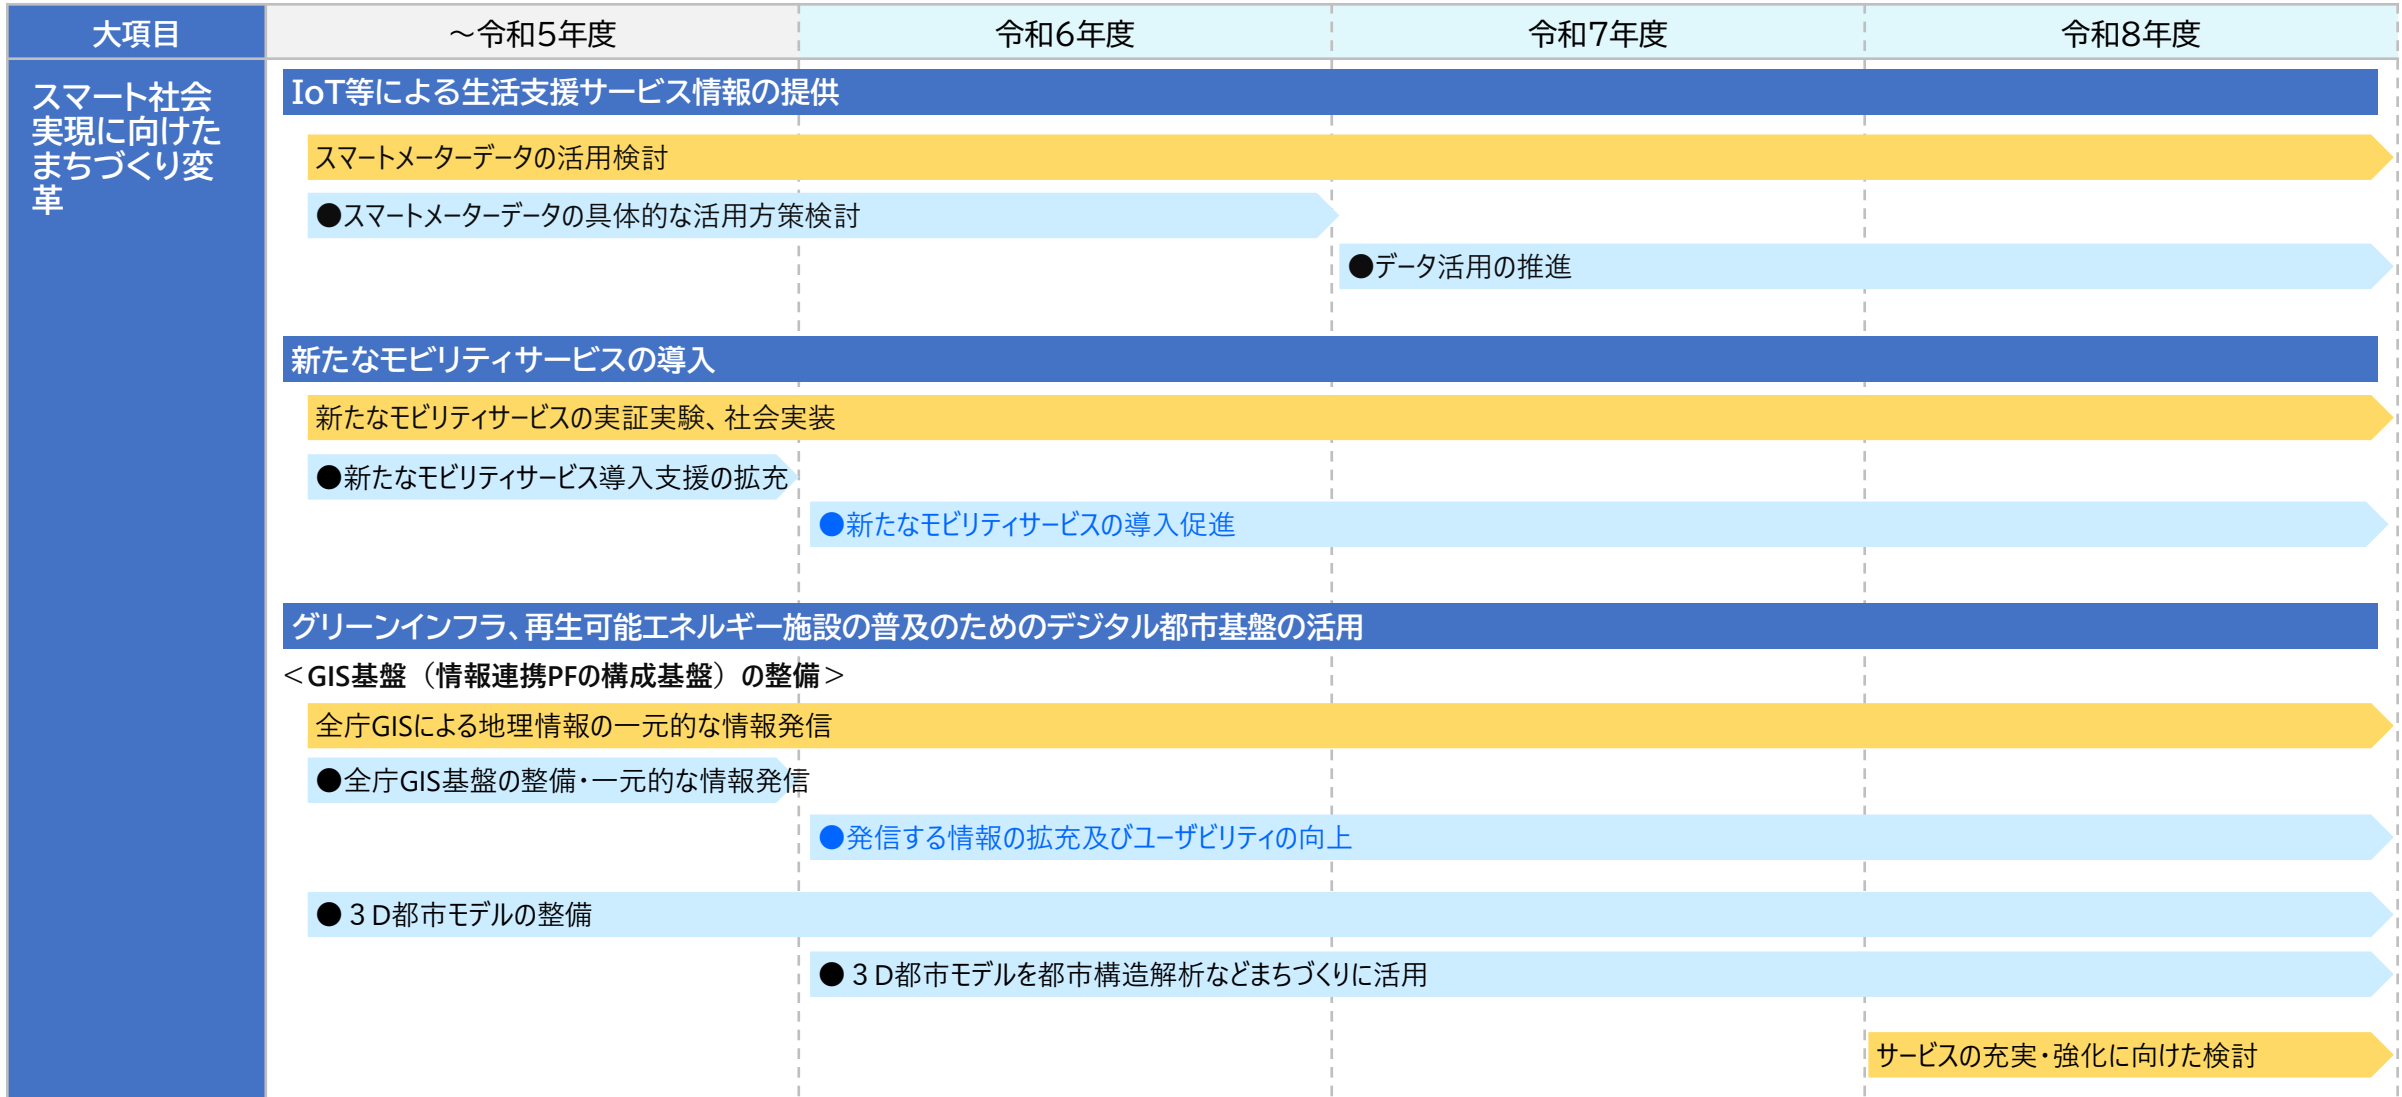 大項目
～令和5年度
令和6年度
令和7年度
令和8年度
スマート社会
実現に向けた
まちづくり変
革
IoT等による生活支援サービス情報の提供
スマートメーターデータの活用検討
●スマートメーターデータの具体的な活用方策検討
●データ活用の推進
新たなモビリティサービスの導入
新たなモビリティサービスの実証実験、社会実装
●新たなモビリティサービス導入支援の拡充
●新たなモビリティサービスの導入促進
グリーンインフラ、再生可能エネルギー施設の普及のためのデジタル都市基盤の活用
＜GIS基盤（情報連携PFの構成基盤）の整備＞
全庁GISによる地理情報の一元的な情報発信
●全庁GIS基盤の整備・一元的な情報発信
●発信する情報の拡充及びユーザビリティの向上
●３D都市モデルの整備
●３D都市モデルを都市構造解析などまちづくりに活用
サービスの充実・強化に向けた検討